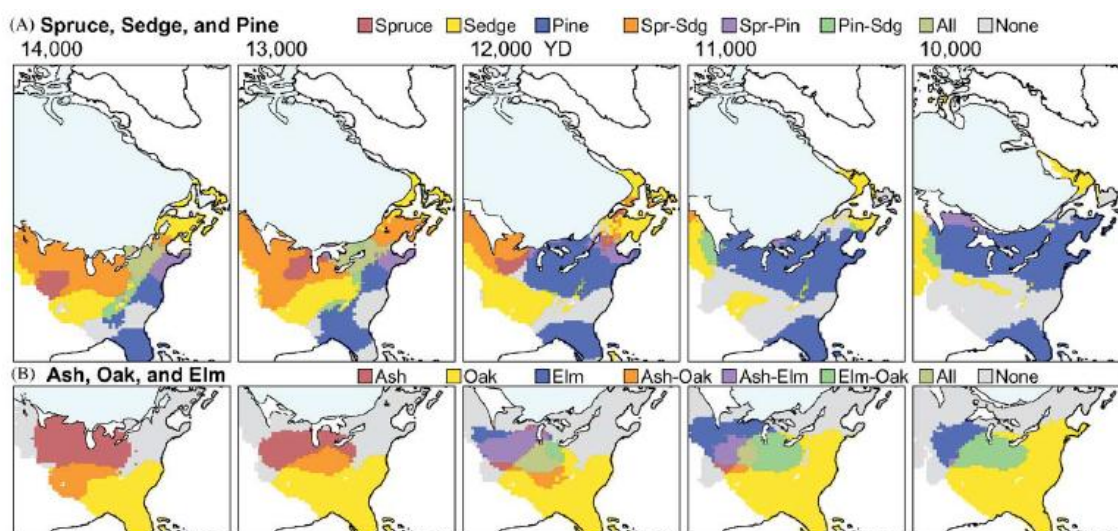 (A) Spruce, Sedge, and Pine Spruce Sedge Pine Spr-Sdg Spr-Pin Pin-Sdg All None
14,000 13,000 12,000 YD 11,000 10,000
(B) Ash, Oak, and Elm Ash Oak Elm Ash-Oak Ash-Elm Elm-Oak All None